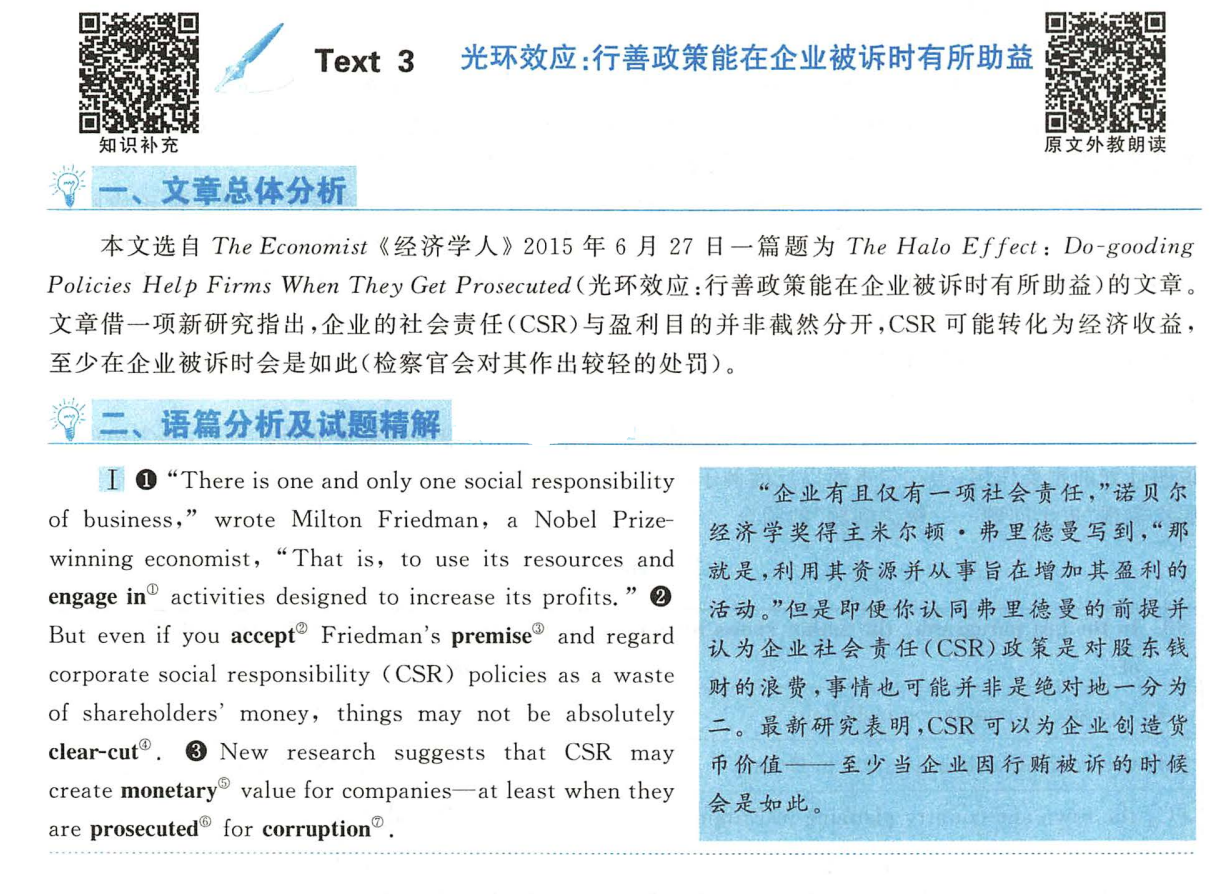 Text 3 光环效应:行善政策能在企业被诉时有所助益
知识补充
原文外教朗读
一、文章总体分析
本文选自 The Economist《经济学人》2015 年 6 月 27 日一篇题为 The Halo Effect: Do-gooding
Policies Help Firms When They Get Prosecuted(光环效应:行善政策能在企业被诉时有所助益)的文章。
文章借一项新研究指出,企业的社会责任(CSR)与盈利目的并非截然分开,CSR 可能转化为经济收益,
至少在企业被诉时会是如此(检察官会对其作出较轻的处罚)。
二、语篇分析及试题精解
Ⅰ ❶ “There is one and only one social responsibility
of business,” wrote Milton Friedman, a Nobel Prize-
winning economist, “That is, to use its resources and
engage in① activities designed to increase its profits.” ❷
But even if you accept② Friedman’s premise③ and regard
corporate social responsibility (CSR) policies as a waste
of shareholders’ money, things may not be absolutely
clear-cut④. ❸ New research suggests that CSR may
create monetary⑤ value for companies—at least when they
are prosecuted⑥ for corruption⑦.
“企业有且仅有一项社会责任,”诺贝尔
经济学奖得主米尔顿·弗里德曼写到,“那
就是,利用其资源并从事旨在增加其盈利的
活动。”但是即便你认同弗里德曼的前提并
认为企业社会责任(CSR)政策是对股东钱
财的浪费,事情也可能并非是绝对地一分为
二。最新研究表明,CSR 可以为企业创造货
币价值——至少当企业因行贿被诉的时候
会是如此。